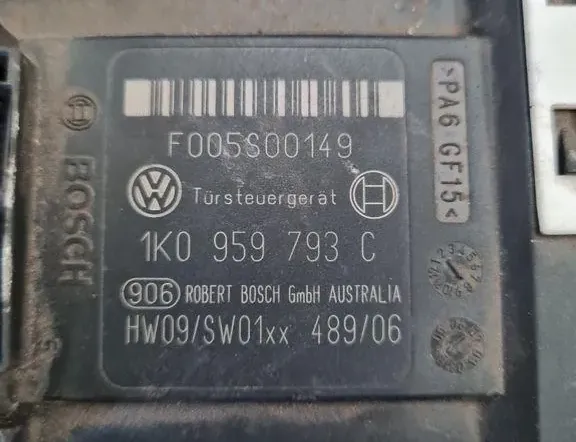 F005S00149
Türsteuergerät
1K0 959 793 C
906 ROBERT BOSCH GmbH AUSTRALIA
HW09/SW01xx 489/06
BOSCH
>PA6 GF15<